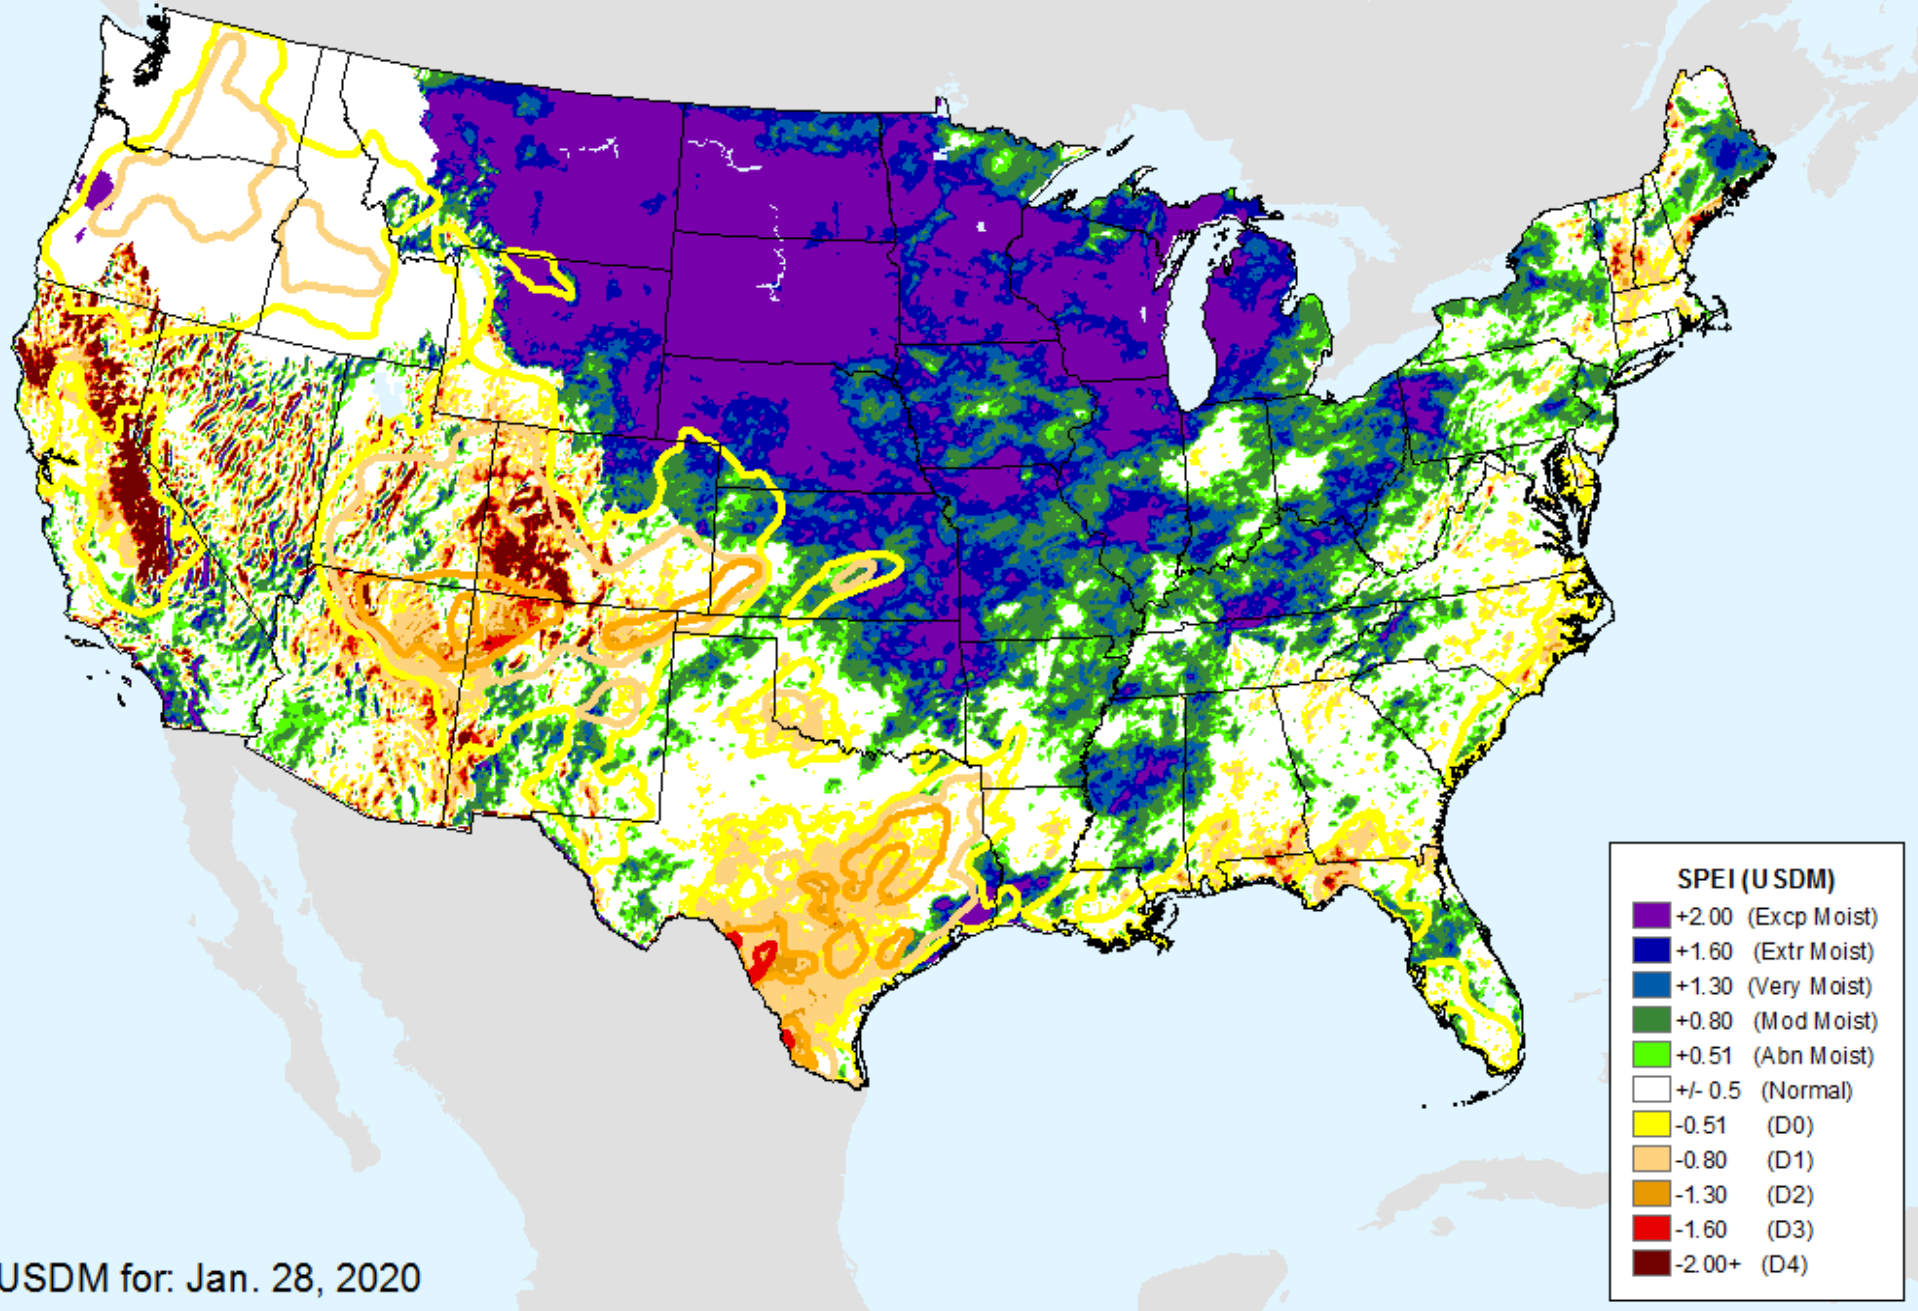 SPEI (USDM)
+2.00 (Excp Moist)
+1.60 (Extr Moist)
+1.30 (Very Moist)
+0.80 (Mod Moist)
+0.51 (Abn Moist)
+/- 0.5 (Normal)
-0.51 (D0)
-0.80 (D1)
-1.30 (D2)
-1.60 (D3)
-2.00+ (D4)
USDM for: Jan. 28, 2020